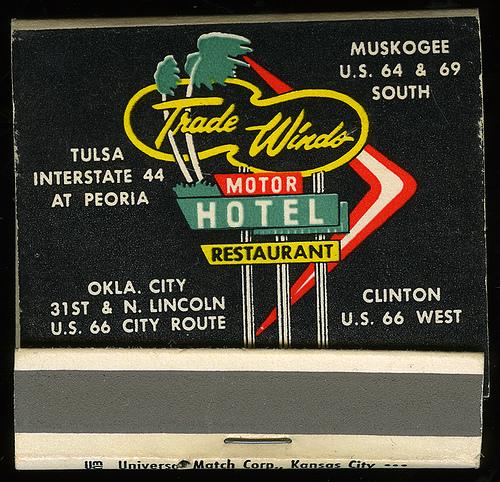 MUSKOGEE
U.S. 64 & 69
SOUTH
Trade Winds
TULSA
INTERSTATE 44
AT PEORIA
MOTOR
HOTEL
RESTAURANT
OKLA. CITY
31ST & N. LINCOLN
U.S. 66 CITY ROUTE
CLINTON
U.S. 66 WEST
Universal Match Corp., Kansas City